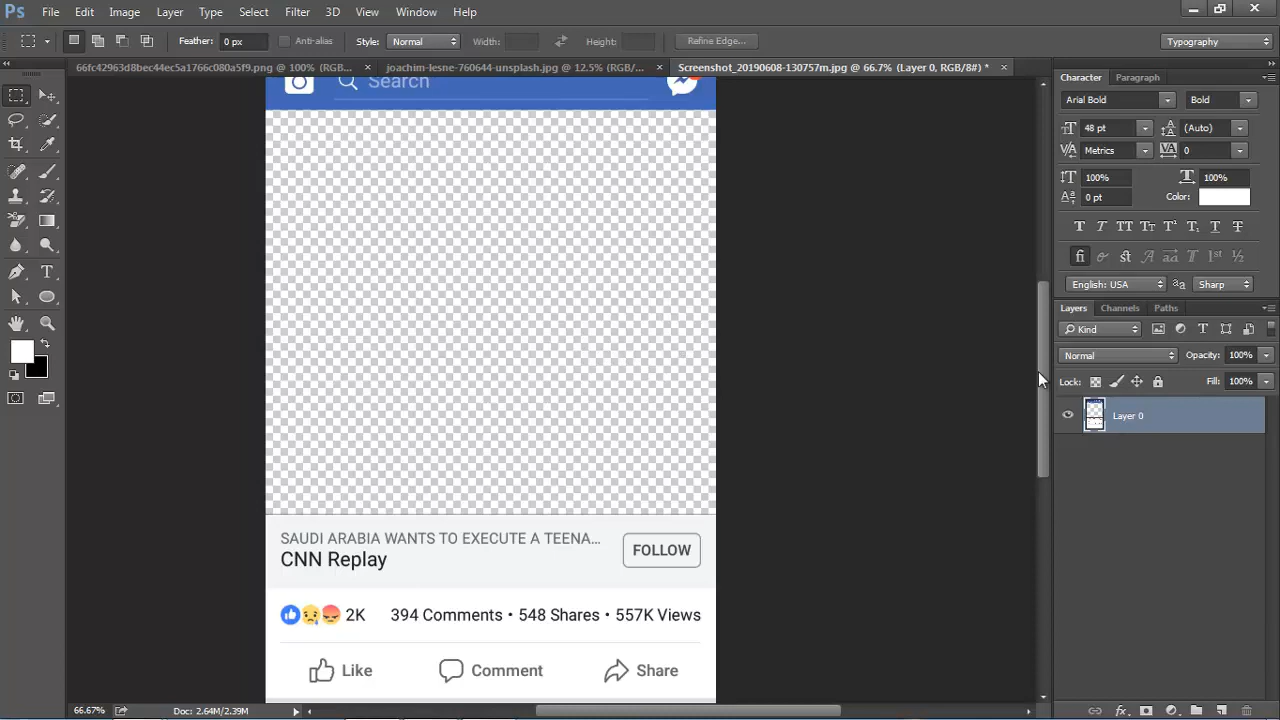 Ps File Edit Image Layer Type Select Filter 3D View Window Help
Feather: 0 px Anti-alias Style: Normal Width: Height: Refine Edge... Typography
66fc42963d8bec44ec5a1766c080a5f9.png @ 100% (RGB... × joachim-lesne-760644-unsplash.jpg @ 12.5% (RGB/... × Screenshot_20190608-130757m.jpg @ 66.7% (Layer 0, RGB/8#) * ×
Character Paragraph
Arial Bold Bold
48 pt (Auto)
Metrics 0
100% 100%
0 pt Color:
English: USA Sharp
Layers Channels Paths
Kind
Normal Opacity: 100%
Lock: Fill: 100%
Layer 0
Search
SAUDI ARABIA WANTS TO EXECUTE A TEENA...
CNN Replay
FOLLOW
2K 394 Comments • 548 Shares • 557K Views
Like Comment Share
66.67% Doc: 2.64M/2.39M